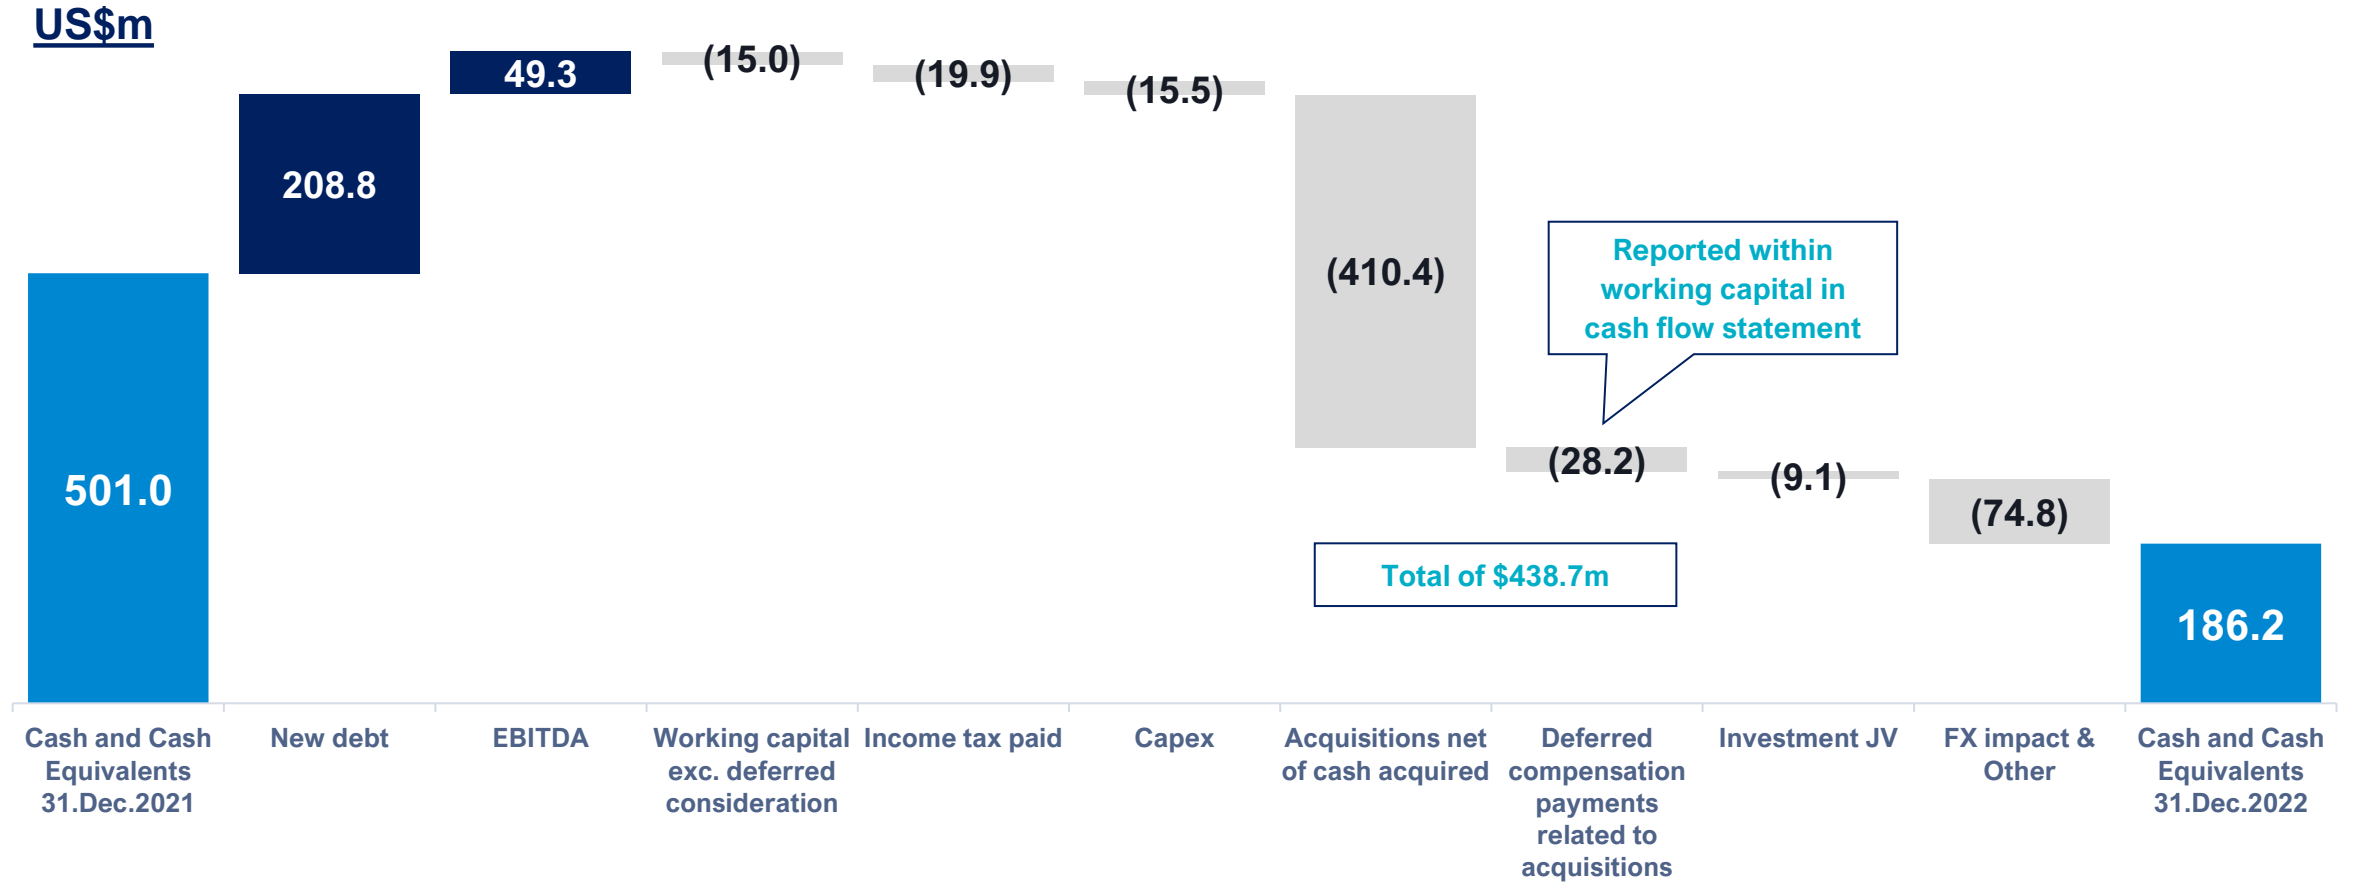 US$m
501.0
208.8
49.3
(15.0)
(19.9)
(15.5)
(410.4)
Reported within
working capital in
cash flow statement
(28.2)
(9.1)
(74.8)
Total of $438.7m
186.2
Cash and Cash
Equivalents
31.Dec.2021
New debt
EBITDA
Working capital
exc. deferred
consideration
Income tax paid
Capex
Acquisitions net
of cash acquired
Deferred
compensation
payments
related to
acquisitions
Investment JV
FX impact &
Other
Cash and Cash
Equivalents
31.Dec.2022